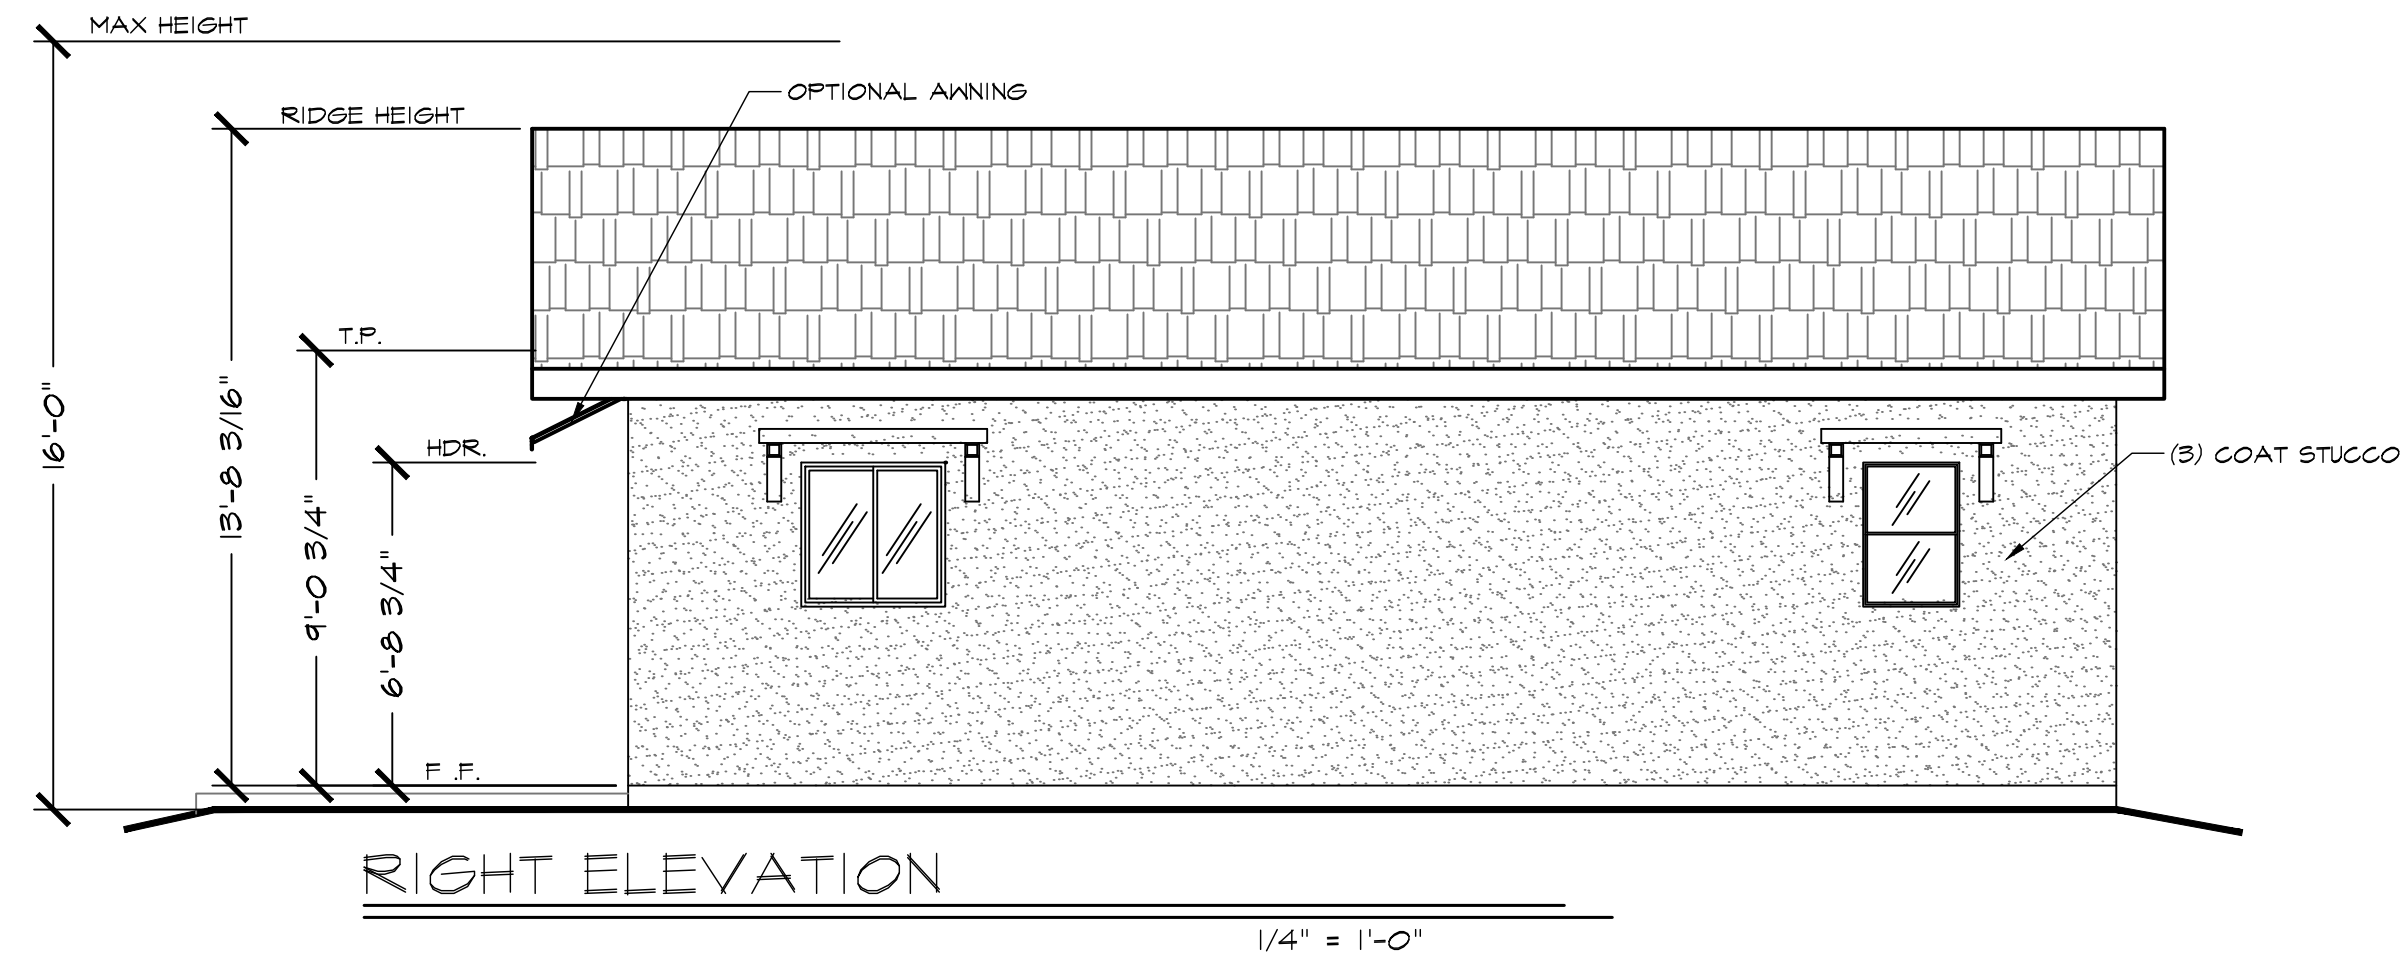 MAX HEIGHT
OPTIONAL AWNING
RIDGE HEIGHT
T.P.
HDR.
(3) COAT STUCCO
16'-0"
13'-8 3/16"
9'-0 3/4"
6'-8 3/4"
F .F.
RIGHT ELEVATION
1/4" = 1'-0"